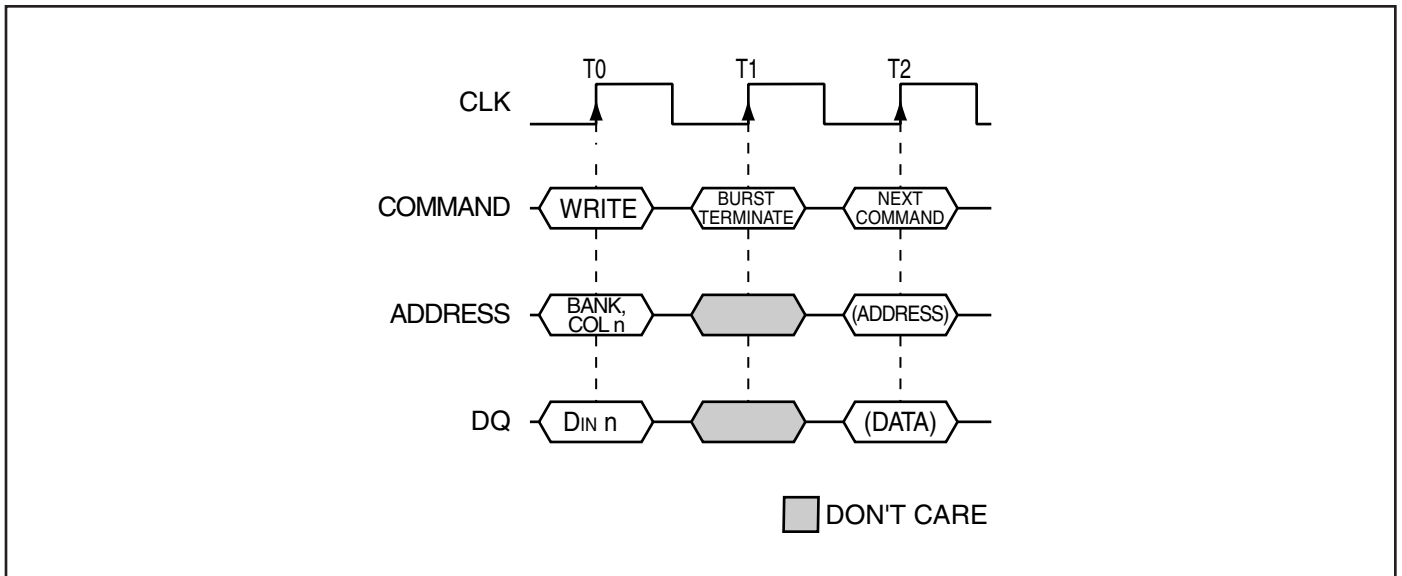 T0 T1 T2
CLK
COMMAND WRITE BURST TERMINATE NEXT COMMAND
ADDRESS BANK, COL n (ADDRESS)
DQ DIN n (DATA)
DON'T CARE